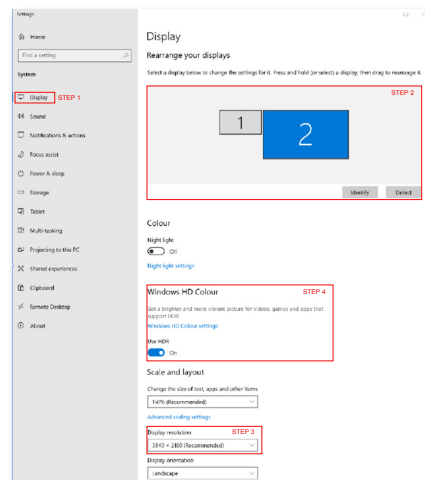 Settings
Home
Find a setting
System
Display STEP 1
Sound
Notifications & actions
Focus assist
Power & sleep
Storage
Tablet
Multi-tasking
Projecting to this PC
Shared experiences
Clipboard
Remote Desktop
About
Display
Rearrange your displays
Select a display below to change the settings for it. Press and hold (or select) a display, then drag to rearrange it.
STEP 2
1
2
Identify Detect
Colour
Night light
Off
Night light settings
Windows HD Colour STEP 4
Get a brighter and more vibrant picture for videos, games and apps that
support HDR.
Windows HD Colour settings
Use HDR
On
Scale and layout
Change the size of text, apps and other items
150% (Recommended)
Advanced scaling settings
Display resolution STEP 3
3840 × 2160 (Recommended)
Display orientation
Landscape